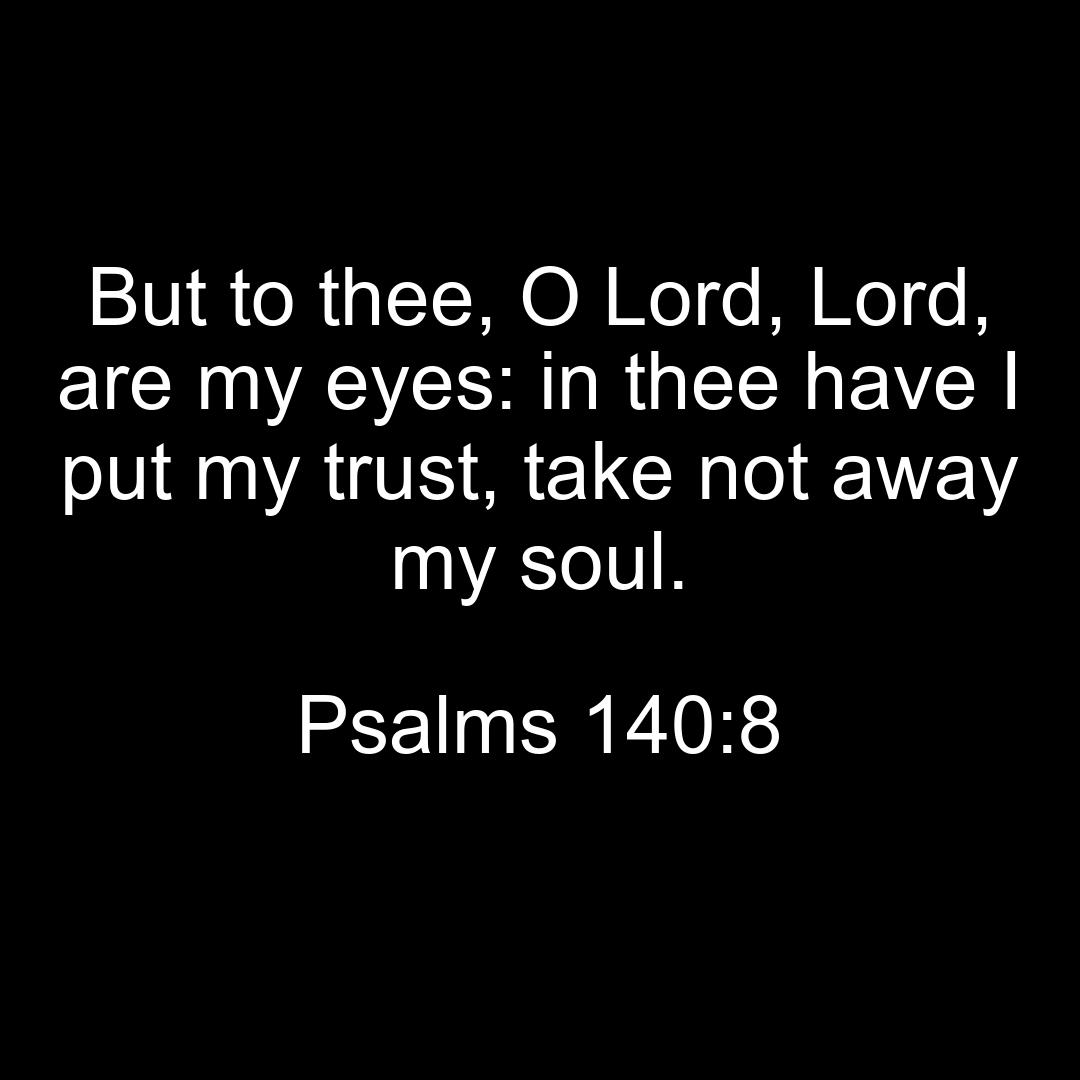 But to thee, O Lord, Lord,
are my eyes: in thee have I
put my trust, take not away
my soul.
Psalms 140:8